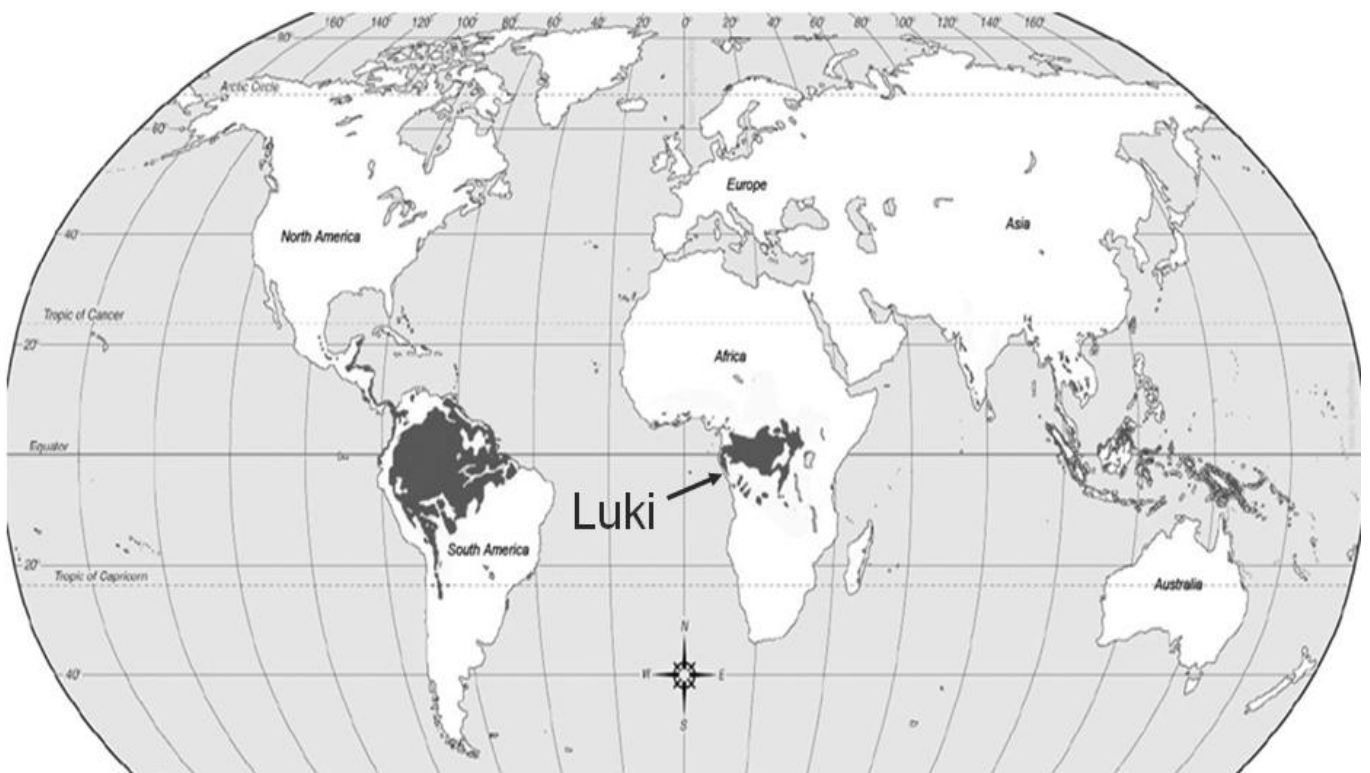 160° 140° 120° 100° 80° 60° 40° 20° 0° 20° 40° 60° 80° 100° 120° 140° 160°
80°
Arctic Circle
60°
Europe
Asia
North America
40°
Tropic of Cancer
20°
Africa
Equator
0°
Luki
South America
20°
Tropic of Capricorn
Australia
N
40°
W
E
S